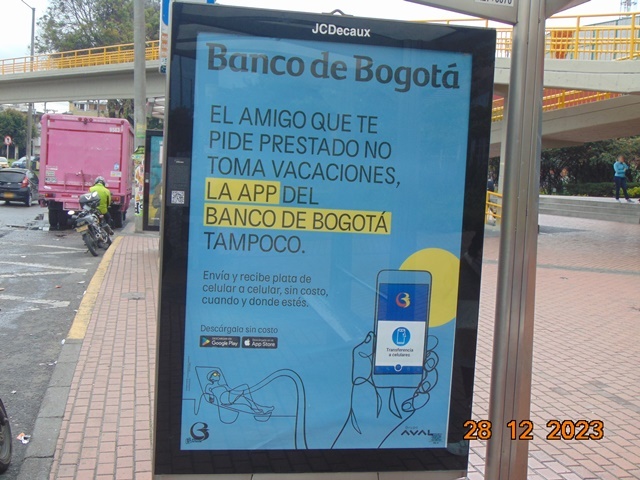 JCDecaux
Banco de Bogotá
EL AMIGO QUE TE
PIDE PRESTADO NO
TOMA VACACIONES,
LA APP DEL
BANCO DE BOGOTÁ
TAMPOCO.
Envía y recibe plata de
celular a celular, sin costo,
cuando y donde estés.
Descárgala sin costo
Google Play
App Store
Transferencia
a celulares
AVAL
28 12 2023